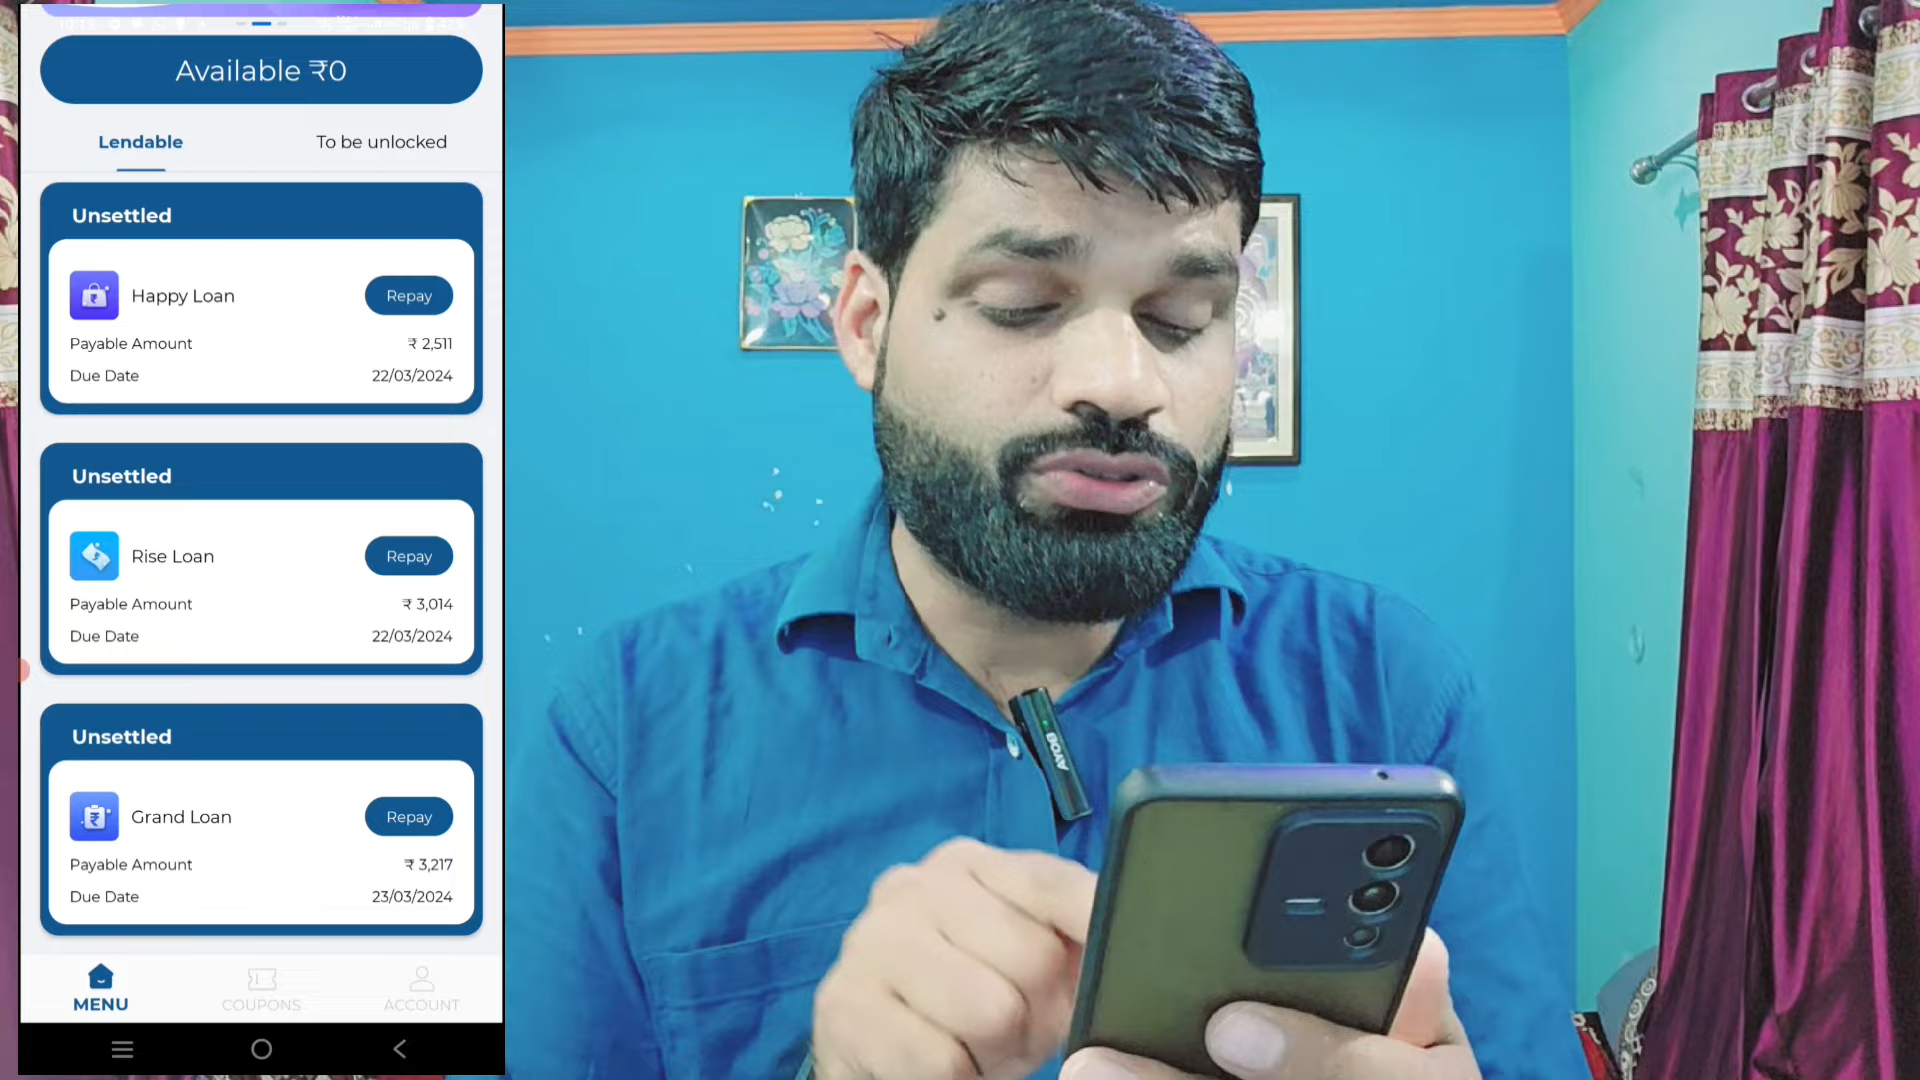 Available ₹0
Lendable
To be unlocked
Unsettled
Happy Loan
Repay
Payable Amount
₹ 2,511
Due Date
22/03/2024
Unsettled
Rise Loan
Repay
Payable Amount
₹ 3,014
Due Date
22/03/2024
Unsettled
Grand Loan
Repay
Payable Amount
₹ 3,217
Due Date
23/03/2024
MENU
COUPONS
ACCOUNT
BOYA